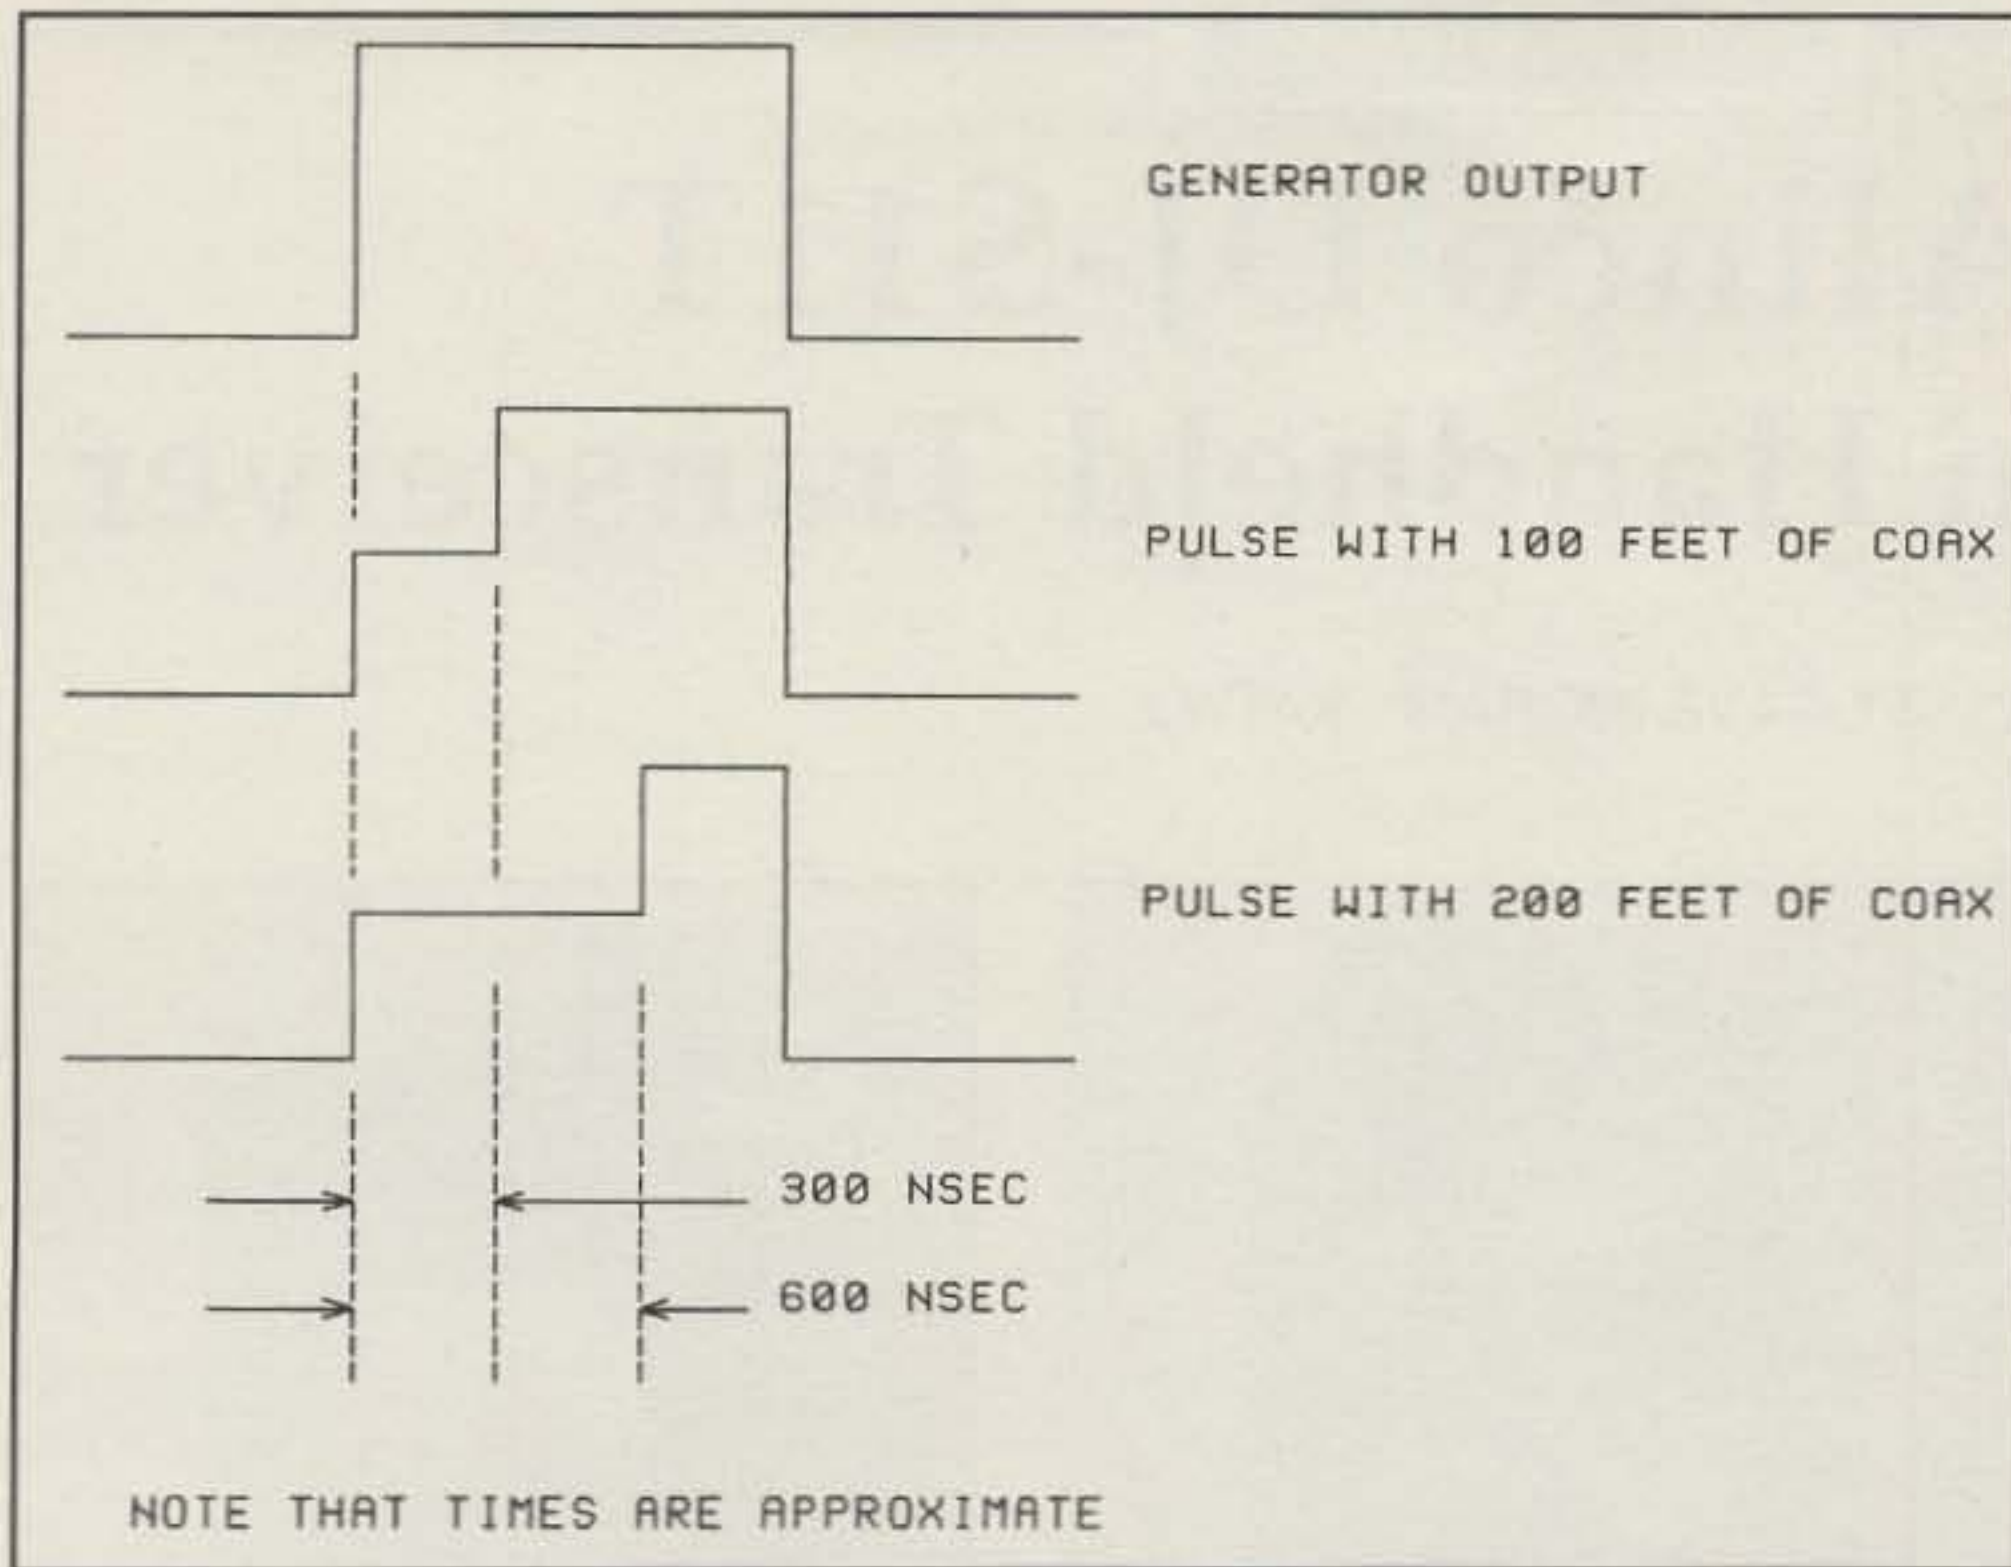 GENERATOR OUTPUT
PULSE WITH 100 FEET OF COAX
PULSE WITH 200 FEET OF COAX
300 NSEC
600 NSEC
NOTE THAT TIMES ARE APPROXIMATE